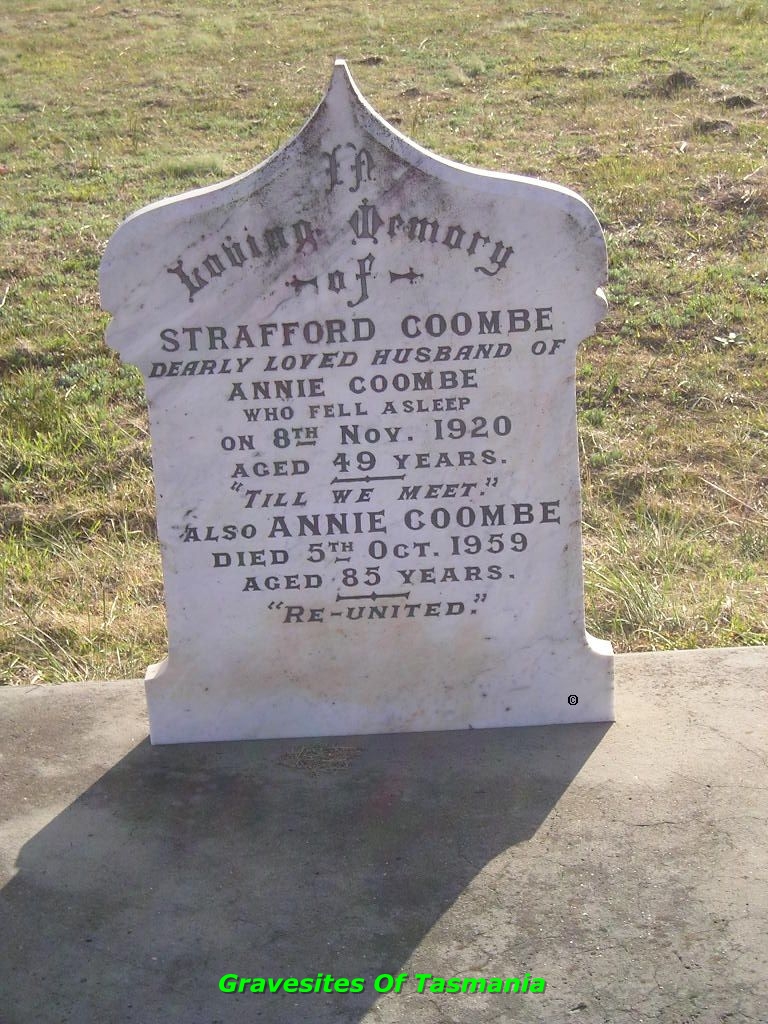 In
Loving Memory
of
STRAFFORD COOMBE
DEARLY LOVED HUSBAND OF
ANNIE COOMBE
WHO FELL ASLEEP
ON 8TH NOV. 1920
AGED 49 YEARS.
"TILL WE MEET."
ALSO ANNIE COOMBE
DIED 5TH OCT. 1959
AGED 85 YEARS.
"RE-UNITED."
©
Gravesites Of Tasmania